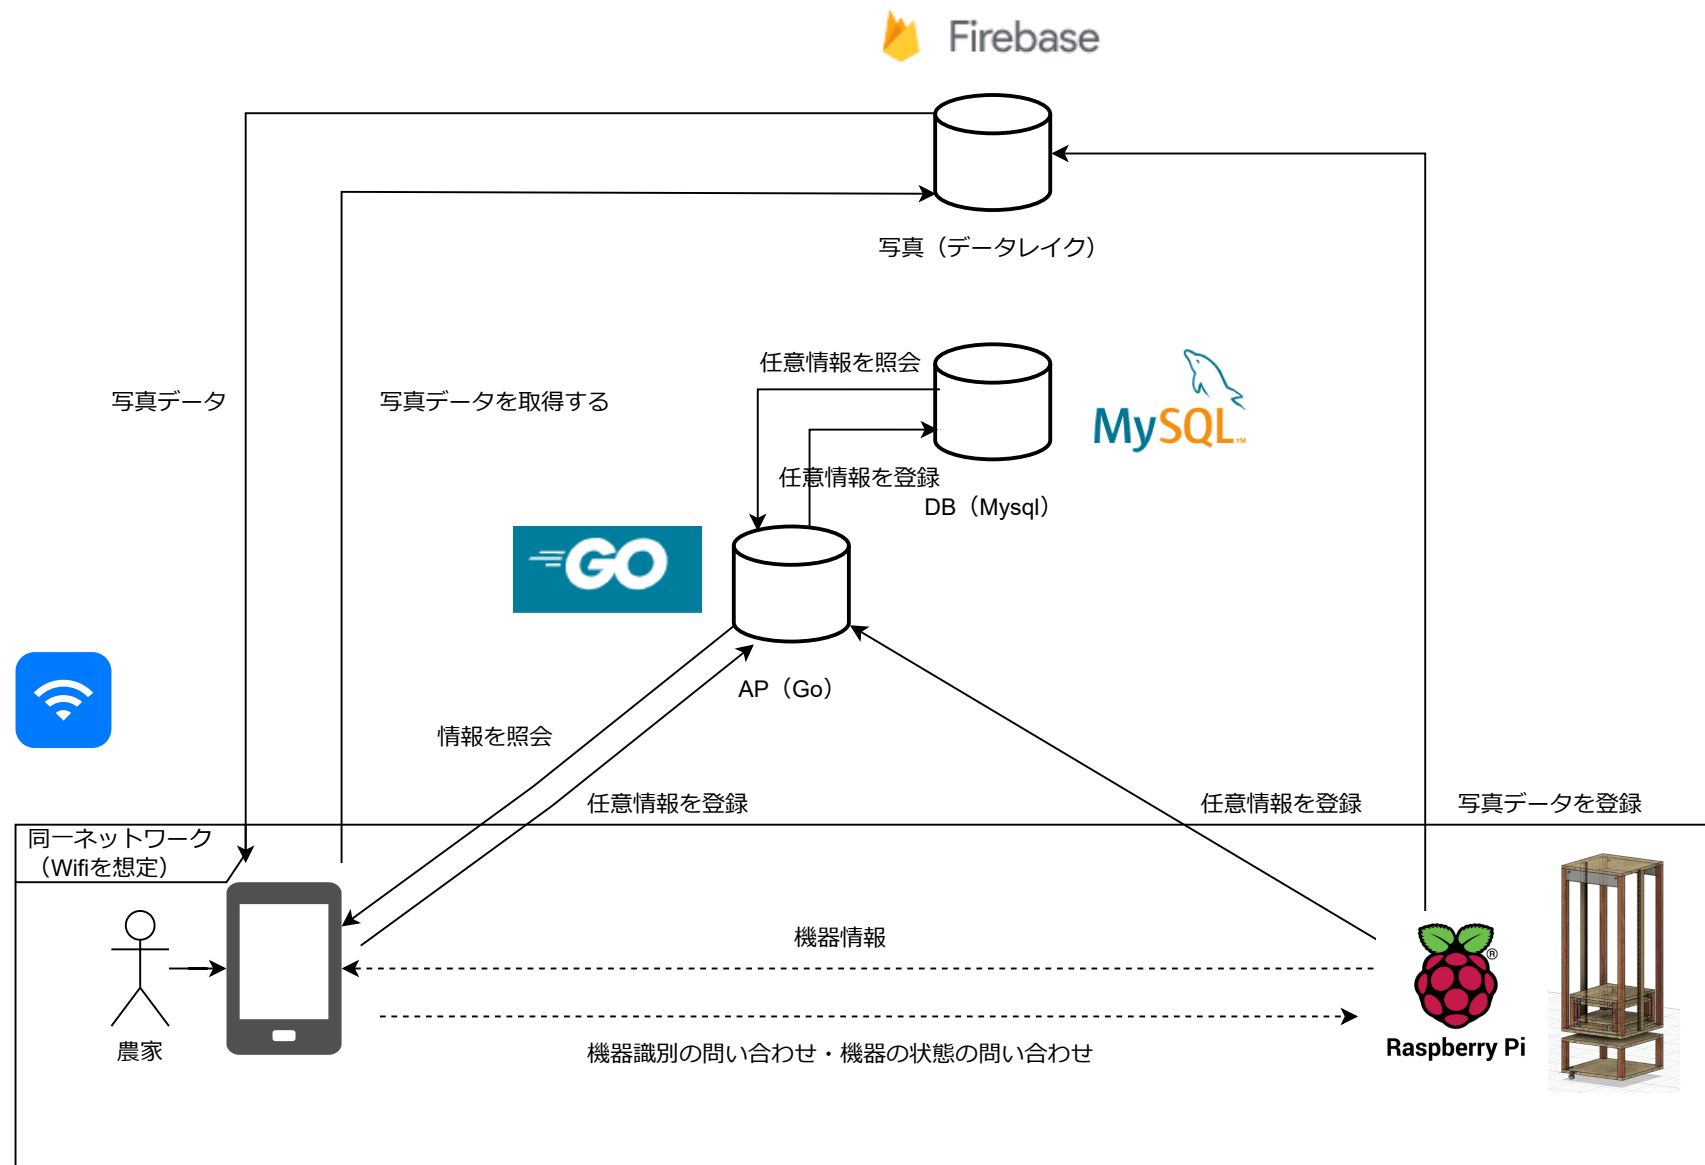 Firebase
写真（データレイク）
任意情報を照会
写真データ
写真データを取得する
MySQL™
任意情報を登録
DB（Mysql）
GO
AP（Go）
情報を照会
任意情報を登録
任意情報を登録
写真データを登録
同一ネットワーク
（Wifiを想定）
機器情報
®
農家
機器識別の問い合わせ・機器の状態の問い合わせ
Raspberry Pi